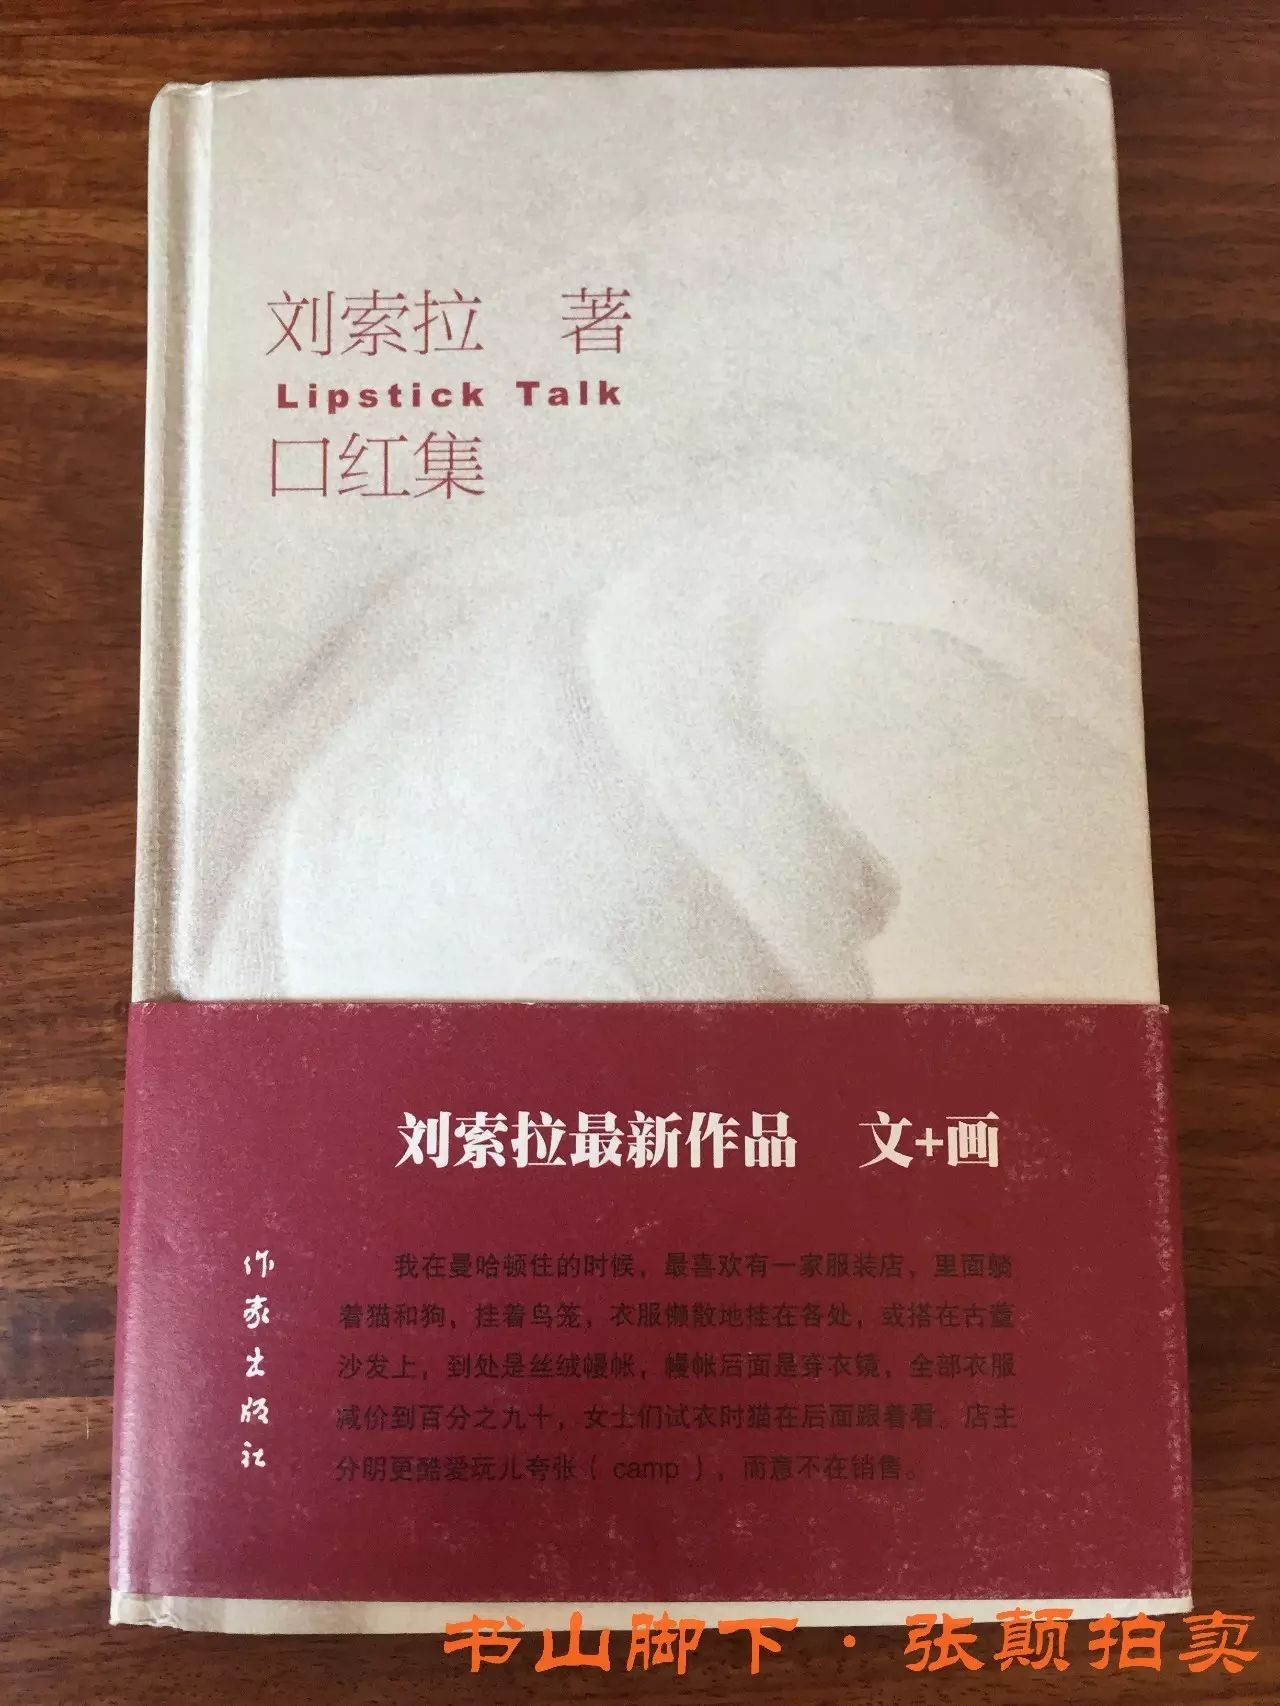 刘索拉 著
Lipstick Talk
口红集
刘索拉最新作品 文+画
我在曼哈顿住的时候，最喜欢有一家服装店，里面躺
着猫和狗，挂着鸟笼，衣服懒散地挂在各处，或搭在古董
沙发上，到处是丝绒幔帐，幔帐后面是穿衣镜，全部衣服
减价到百分之九十，女士们试衣时猫在后面跟着看。店主
分明更酷爱玩儿夸张（camp），而意不在销售。
作家出版社
书山脚下·张颠拍卖